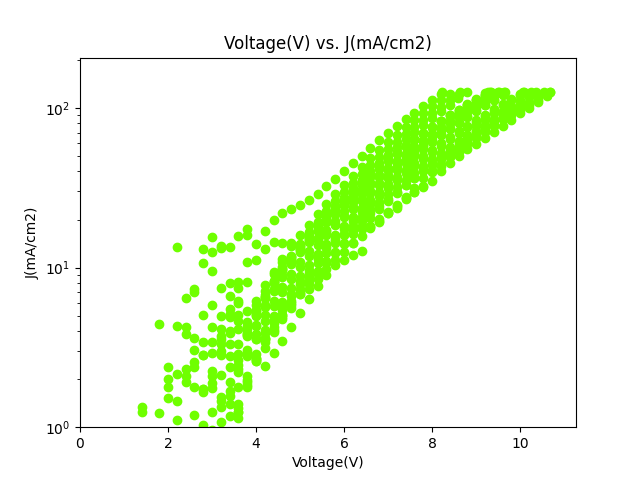 Voltage(V) vs. J(mA/cm2)
10²
10¹
10⁰
J(mA/cm2)
0 2 4 6 8 10
Voltage(V)